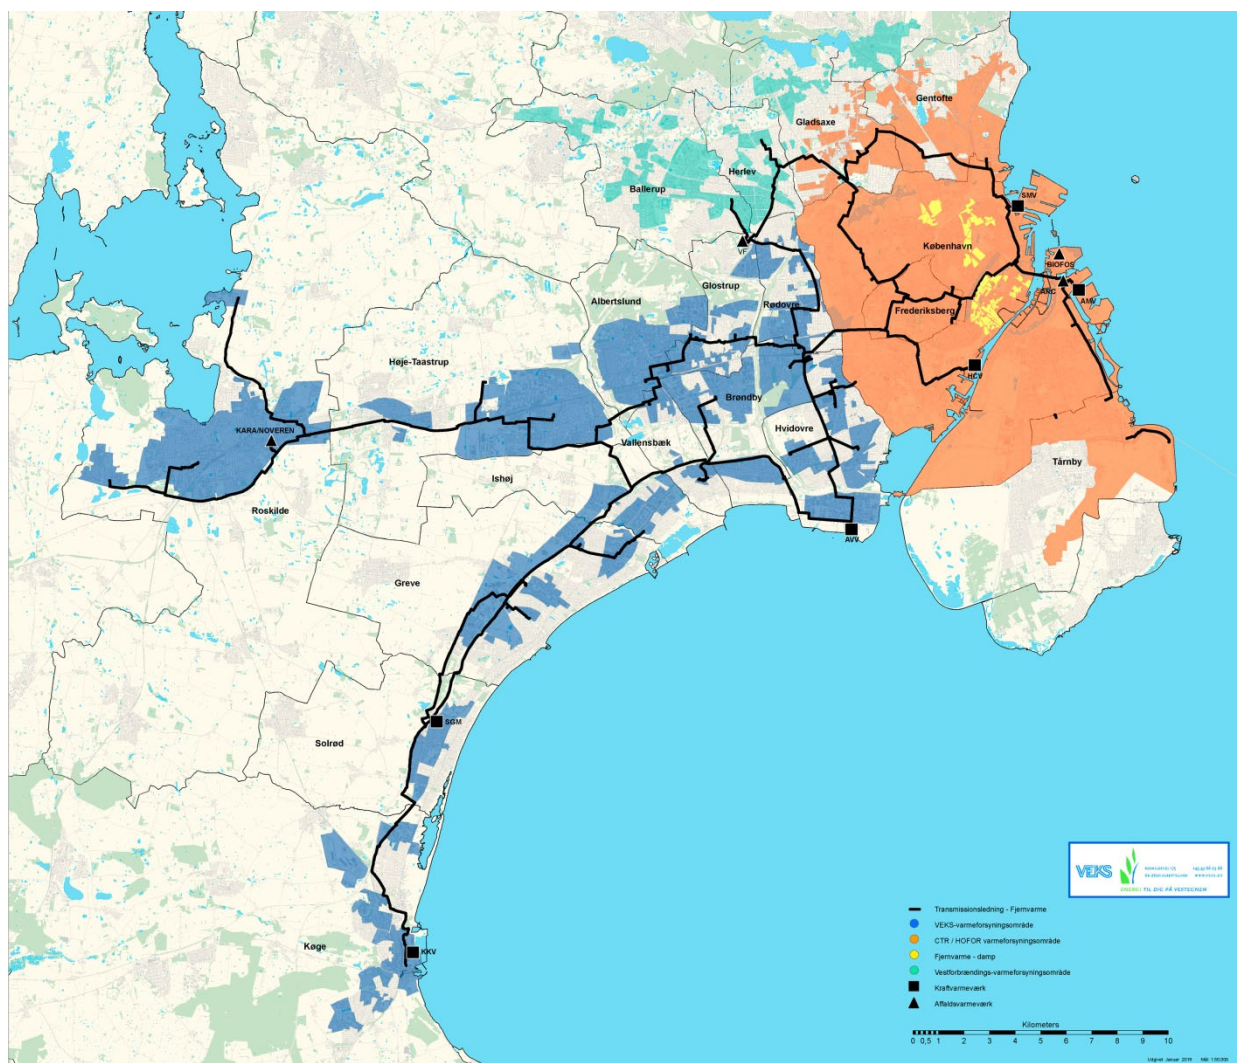 Gentofte
Gladsaxe
Herlev
Ballerup
SMV
København
VF
BIOFOS
Glostrup
ARC
AMV
Albertslund
Rødovre
Frederiksberg
Høje-Taastrup
HCV
Brøndby
KARA/NOVEREN
Hvidovre
Vallensbæk
Tårnby
Ishøj
Roskilde
AVV
Greve
SGM
Solrød
VEKS
ENERGI TIL DIG PÅ VESTEGNEN
Transmissionsledning - Fjernvarme
VEKS-varmeforsyningsområde
CTR / HOFOR varmeforsyningsområde
Fjernvarme - damp
Vestforbrændings-varmeforsyningsområde
Kraftvarmeværk
Affaldsvarmeværk
Køge
KKV
Kilometers
0 0,5 1 2 3 4 5 6 7 8 9 10